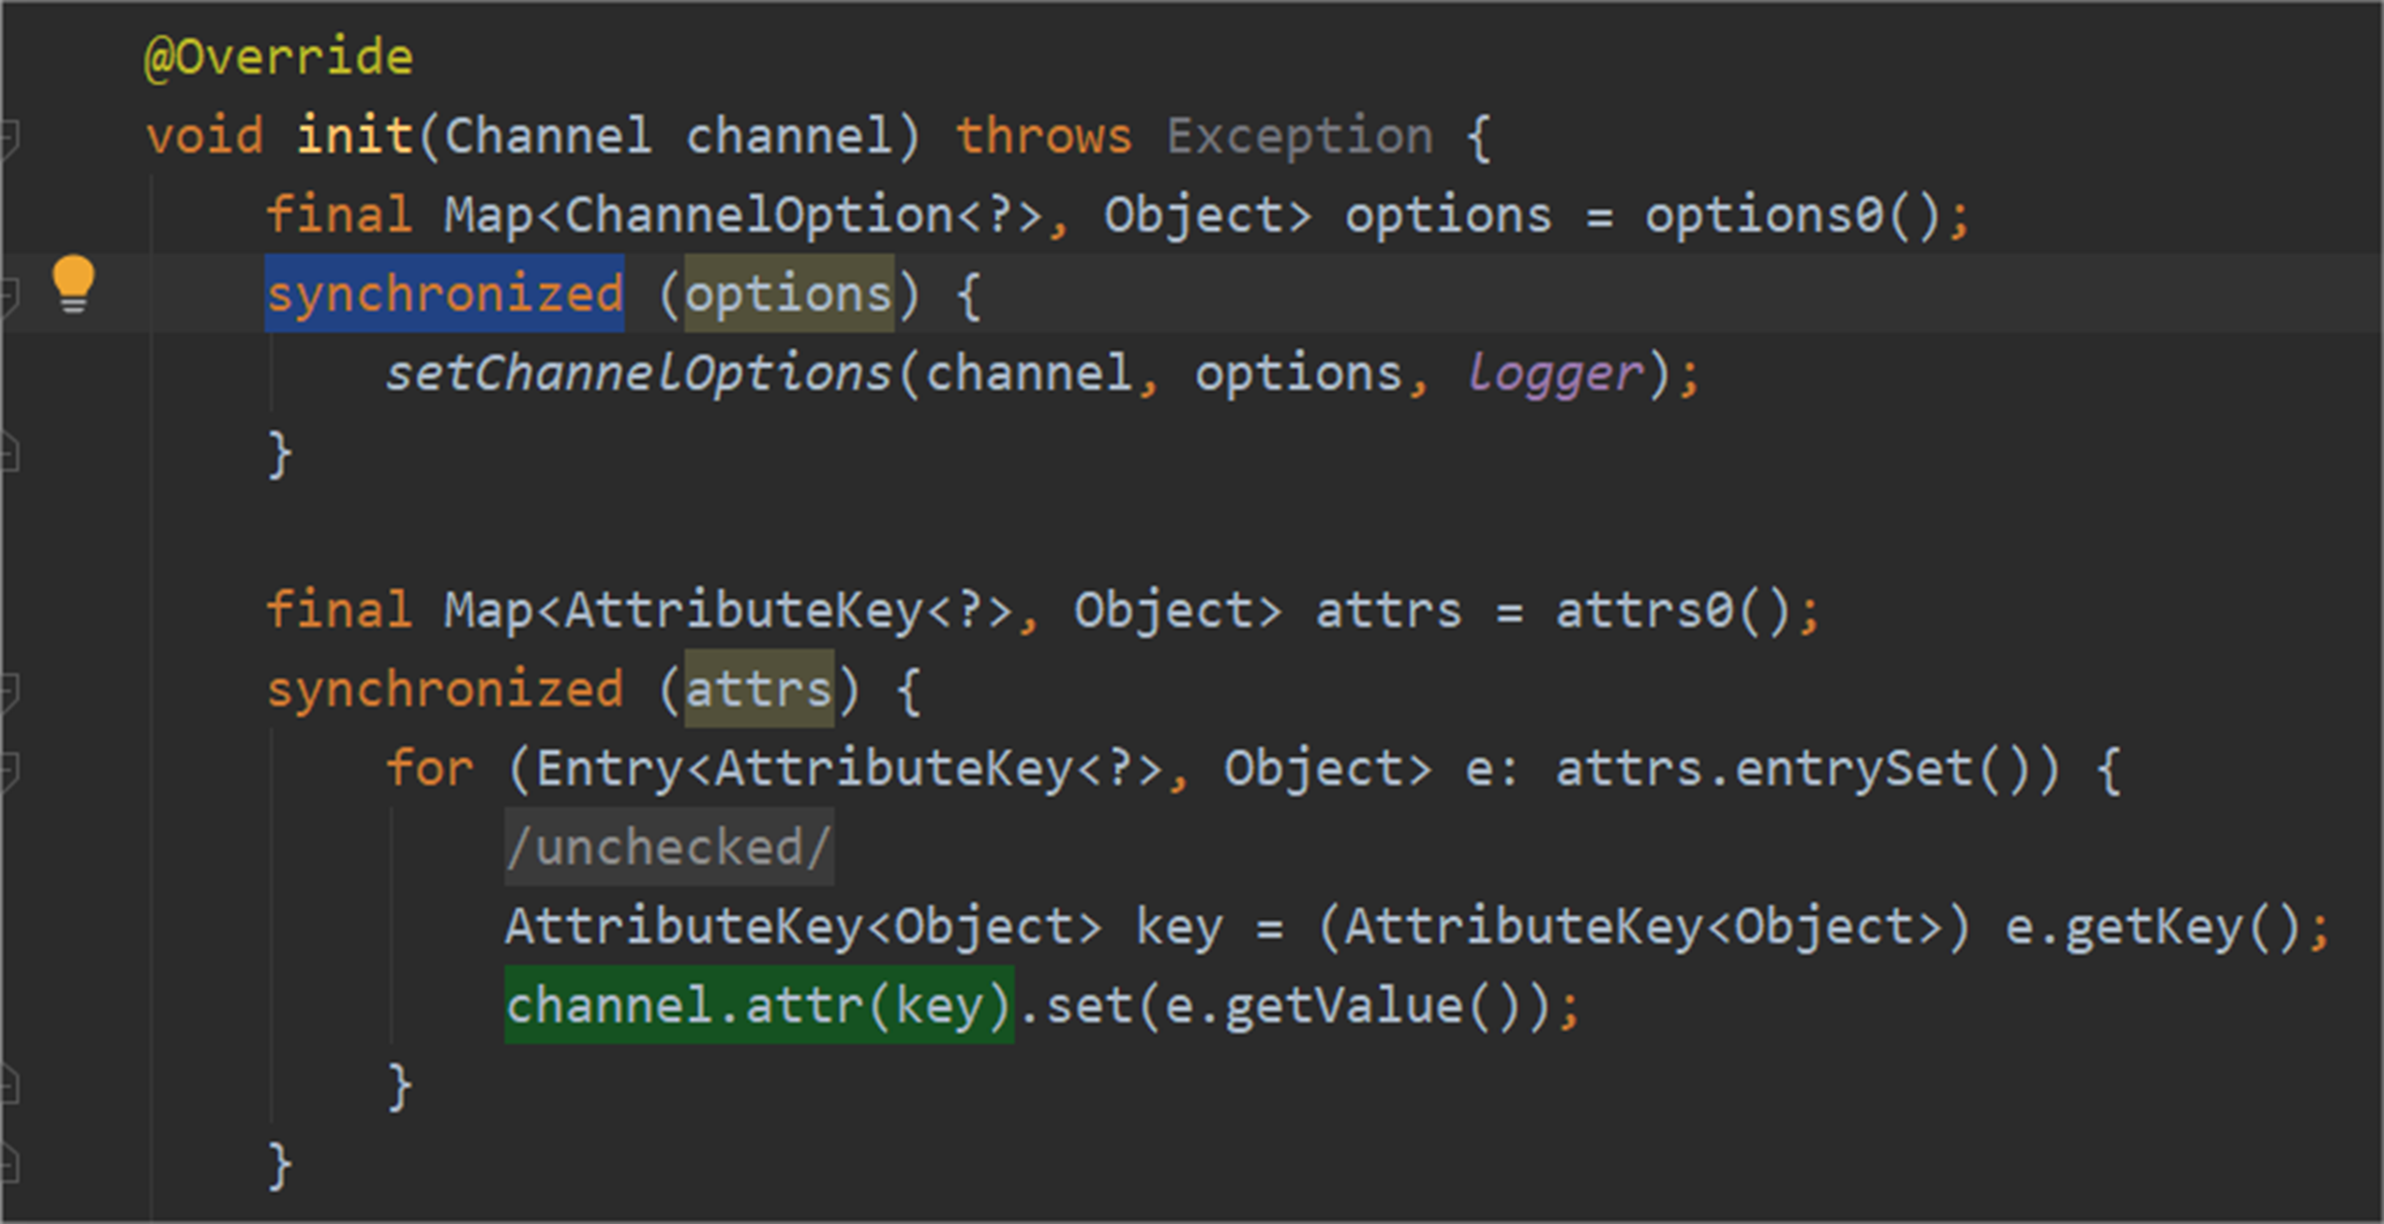 @Override
void init(Channel channel) throws Exception {
final Map<ChannelOption<?>, Object> options = options0();
synchronized (options) {
setChannelOptions(channel, options, logger);
}
final Map<AttributeKey<?>, Object> attrs = attrs0();
synchronized (attrs) {
for (Entry<AttributeKey<?>, Object> e: attrs.entrySet()) {
/unchecked/
AttributeKey<Object> key = (AttributeKey<Object>) e.getKey();
channel.attr(key).set(e.getValue());
}
}